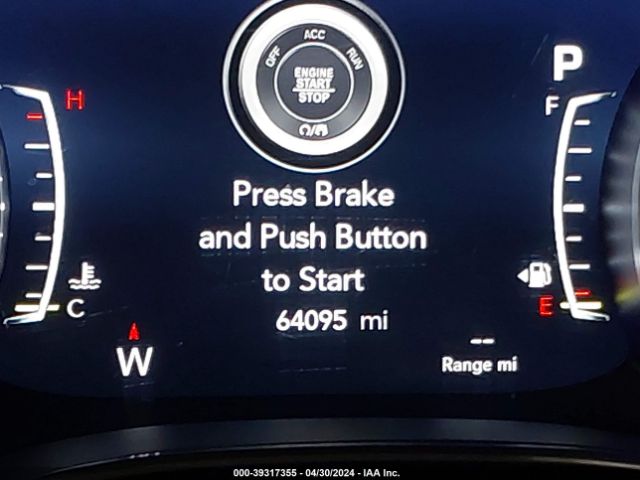 ACC
OFF
RUN
ENGINE
START
STOP
P
H
F
Press Brake
and Push Button
to Start
C
E
64095 mi
W
--
Range mi
000-39317355 - 04/30/2024 - IAA Inc.